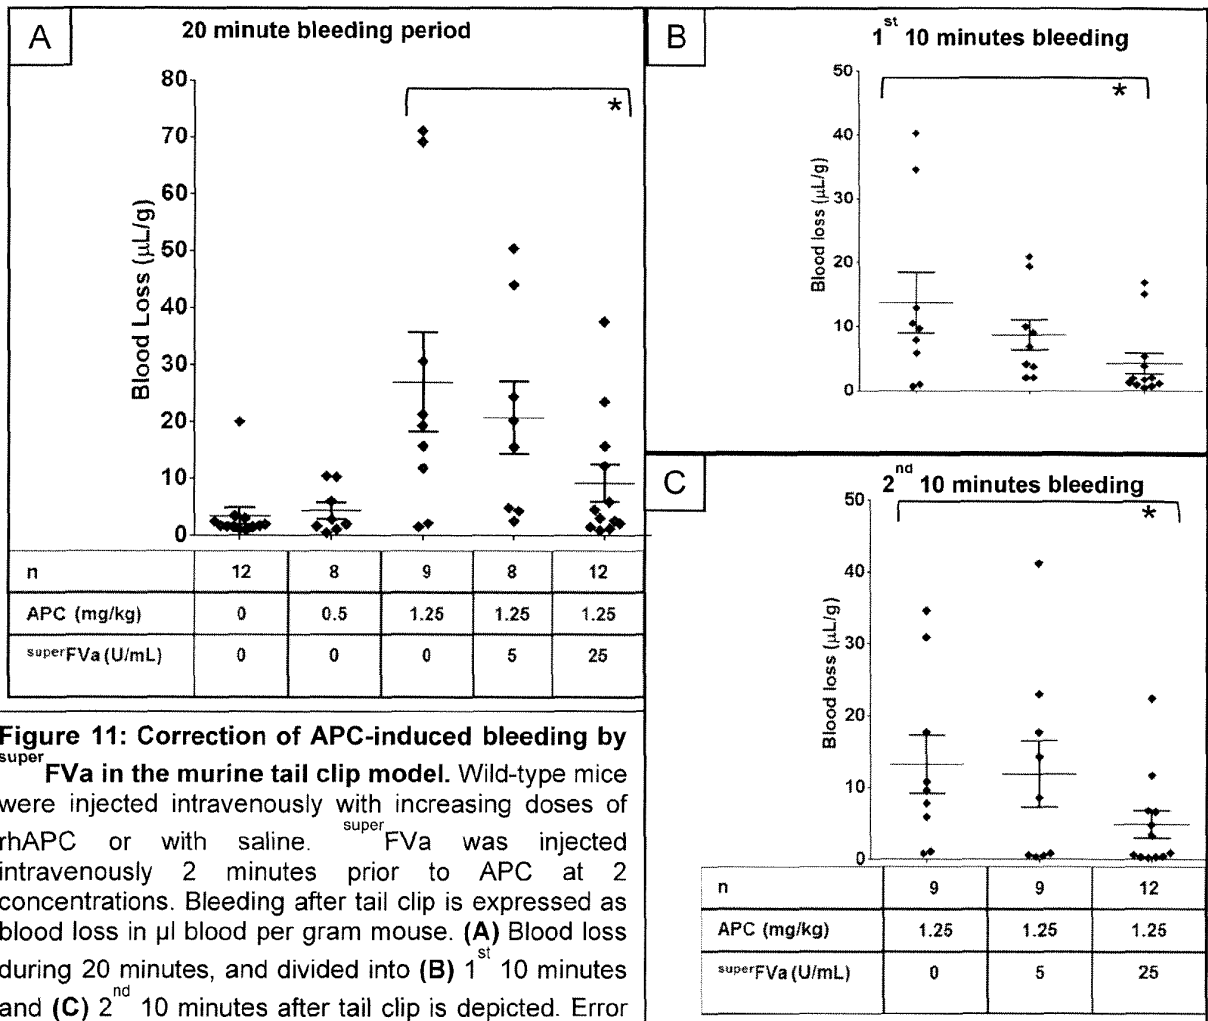 A
20 minute bleeding period
80
70
60
50
40
30
20
10
0
Blood Loss (µL/g)
*
n 12 8 9 8 12
APC (mg/kg) 0 0.5 1.25 1.25 1.25
superFVa (U/mL) 0 0 0 5 25
B
1st 10 minutes bleeding
50
40
30
20
10
0
Blood loss (µL/g)
*
C
2nd 10 minutes bleeding
50
40
30
20
10
0
Blood loss (µL/g)
*
n 9 9 12
APC (mg/kg) 1.25 1.25 1.25
superFVa (U/mL) 0 5 25
Figure 11: Correction of APC-induced bleeding by
superFVa in the murine tail clip model. Wild-type mice
were injected intravenously with increasing doses of
rhAPC or with saline. superFVa was injected
intravenously 2 minutes prior to APC at 2
concentrations. Bleeding after tail clip is expressed as
blood loss in µl blood per gram mouse. (A) Blood loss
during 20 minutes, and divided into (B) 1st 10 minutes
and (C) 2nd 10 minutes after tail clip is depicted. Error